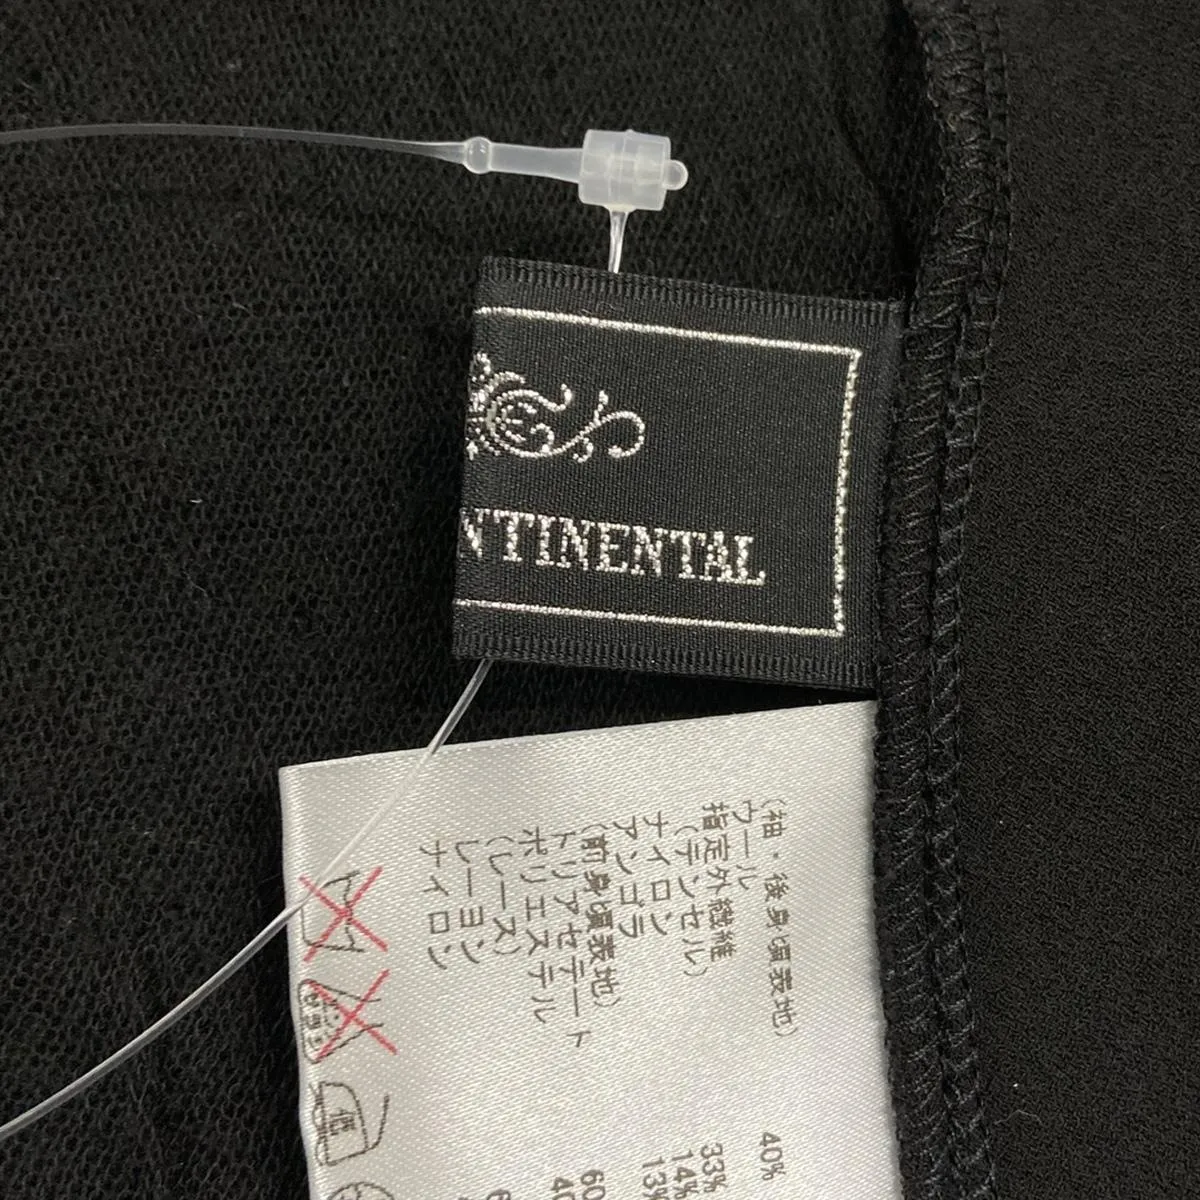 NTINENTAL
(袖・後身頃表地)
ウール 40%
指定外繊維
(テンセル) 33%
ナイロン 14%
アンゴラ 13%
(前身頃表地)
トリアセテート 60
ポリエステル 40
(レース)
レーヨン 6
ナイロン
低